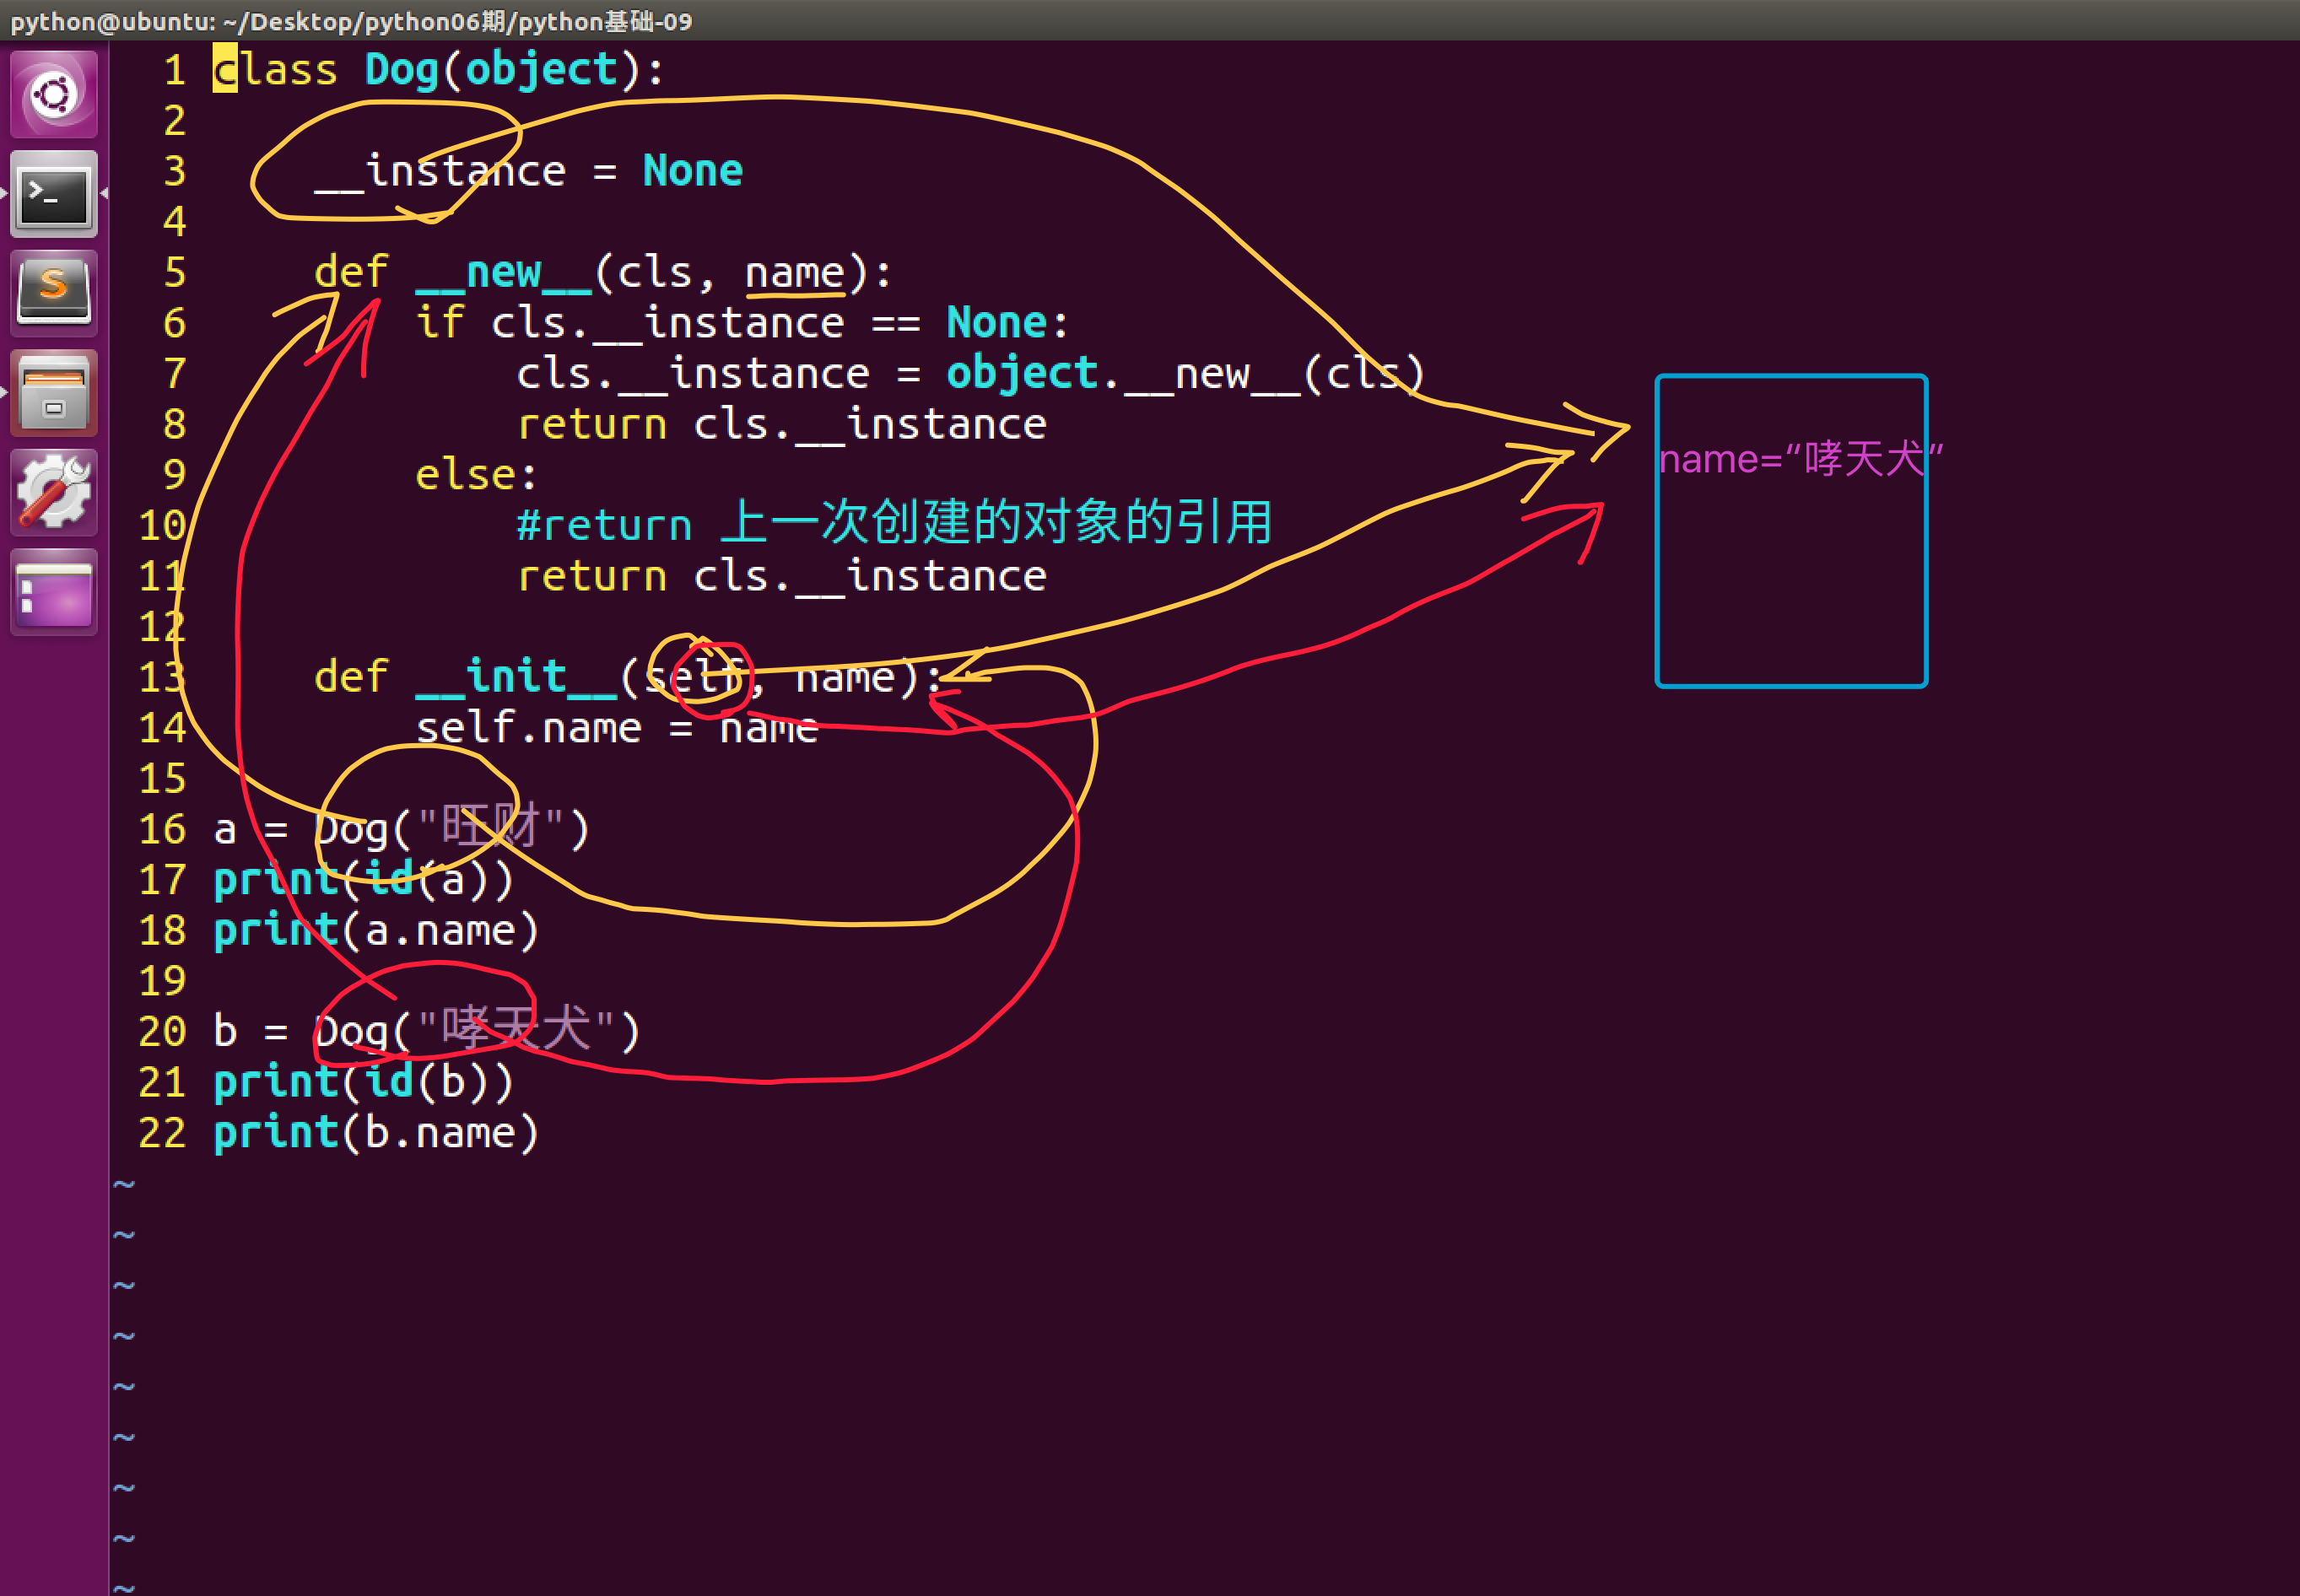 python@ubuntu: ~/Desktop/python06期/python基础-09
1 class Dog(object):
2
3     __instance = None
4
5     def __new__(cls, name):
6         if cls.__instance == None:
7             cls.__instance = object.__new__(cls)
8             return cls.__instance
9         else:
10             #return 上一次创建的对象的引用
11             return cls.__instance
12
13     def __init__(self, name):
14         self.name = name
15
16 a = Dog("旺财")
17 print(id(a))
18 print(a.name)
19
20 b = Dog("哮天犬")
21 print(id(b))
22 print(b.name)
~
~
~
~
~
~
~
~
~
name=“哮天犬“